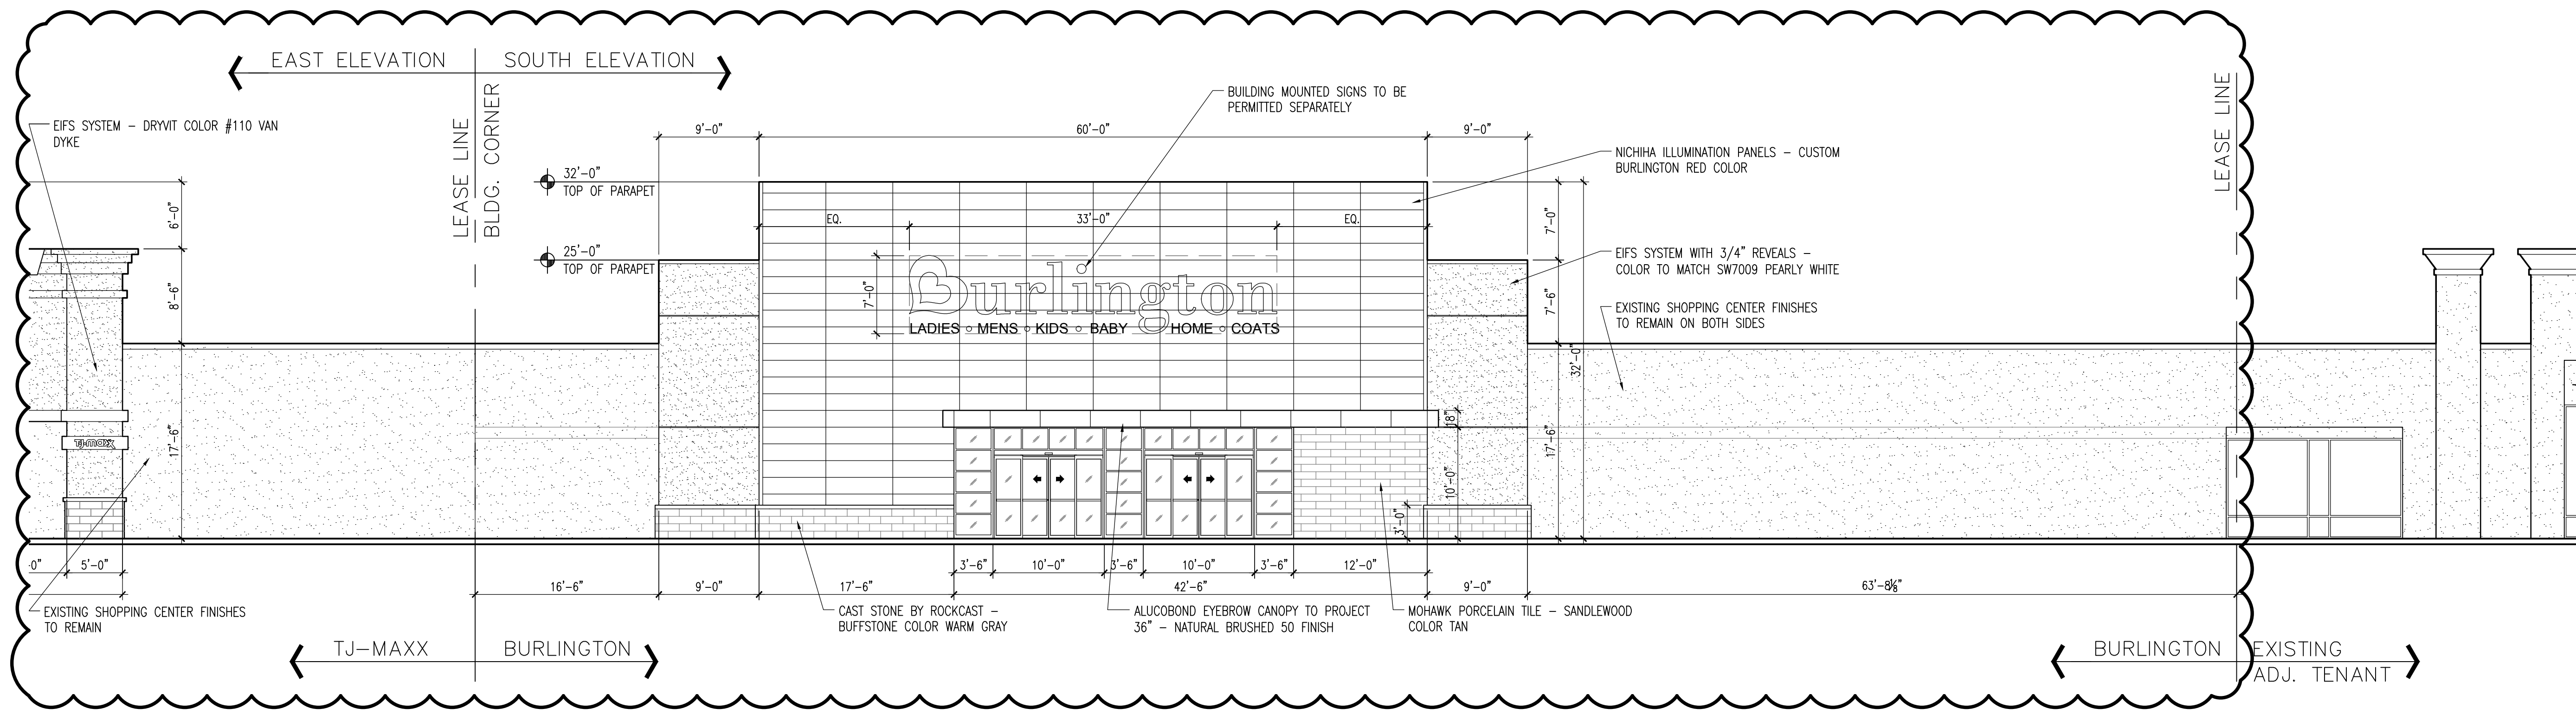 EAST ELEVATION
SOUTH ELEVATION
LEASE LINE
BLDG. CORNER
LEASE LINE
EIFS SYSTEM – DRYVIT COLOR #110 VAN
DYKE
BUILDING MOUNTED SIGNS TO BE
PERMITTED SEPARATELY
9'-0"
60'-0"
9'-0"
NICHIHA ILLUMINATION PANELS – CUSTOM
BURLINGTON RED COLOR
32'-0"
TOP OF PARAPET
6'-0"
EQ.
33'-0"
EQ.
7'-0"
25'-0"
TOP OF PARAPET
EIFS SYSTEM WITH 3/4" REVEALS –
COLOR TO MATCH SW7009 PEARLY WHITE
8'-6"
7'-0"
Burlington
LADIES ◦ MENS ◦ KIDS ◦ BABY HOME ◦ COATS
7'-6"
EXISTING SHOPPING CENTER FINISHES
TO REMAIN ON BOTH SIDES
32'-0"
TJ-maxx
17'-6"
18"
17'-6"
10'-0"
3'-0"
-0"
5'-0"
3'-6"
10'-0"
3'-6"
10'-0"
3'-6"
12'-0"
16'-6"
9'-0"
17'-6"
42'-6"
9'-0"
63'-8⅛"
EXISTING SHOPPING CENTER FINISHES
TO REMAIN
CAST STONE BY ROCKCAST –
BUFFSTONE COLOR WARM GRAY
ALUCOBOND EYEBROW CANOPY TO PROJECT
36" – NATURAL BRUSHED 50 FINISH
MOHAWK PORCELAIN TILE – SANDLEWOOD
COLOR TAN
TJ-MAXX
BURLINGTON
BURLINGTON
EXISTING
ADJ. TENANT